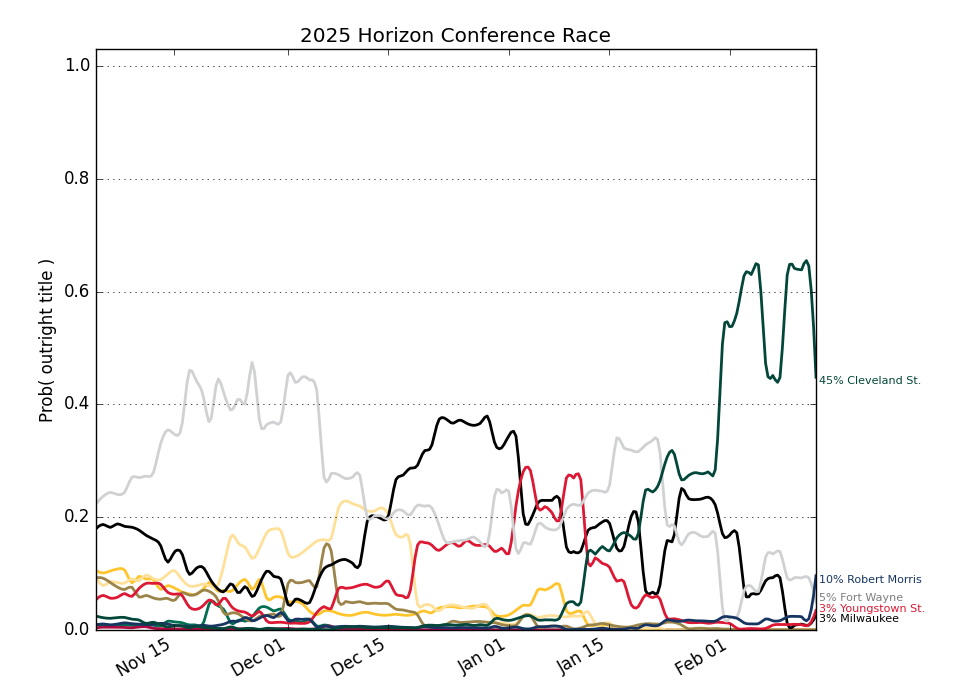 2025 Horizon Conference Race
Prob( outright title )
1.0
0.8
0.6
0.4
0.2
0.0
45% Cleveland St.
10% Robert Morris
5% Fort Wayne
3% Youngstown St.
3% Milwaukee
Nov 15
Dec 01
Dec 15
Jan 01
Jan 15
Feb 01